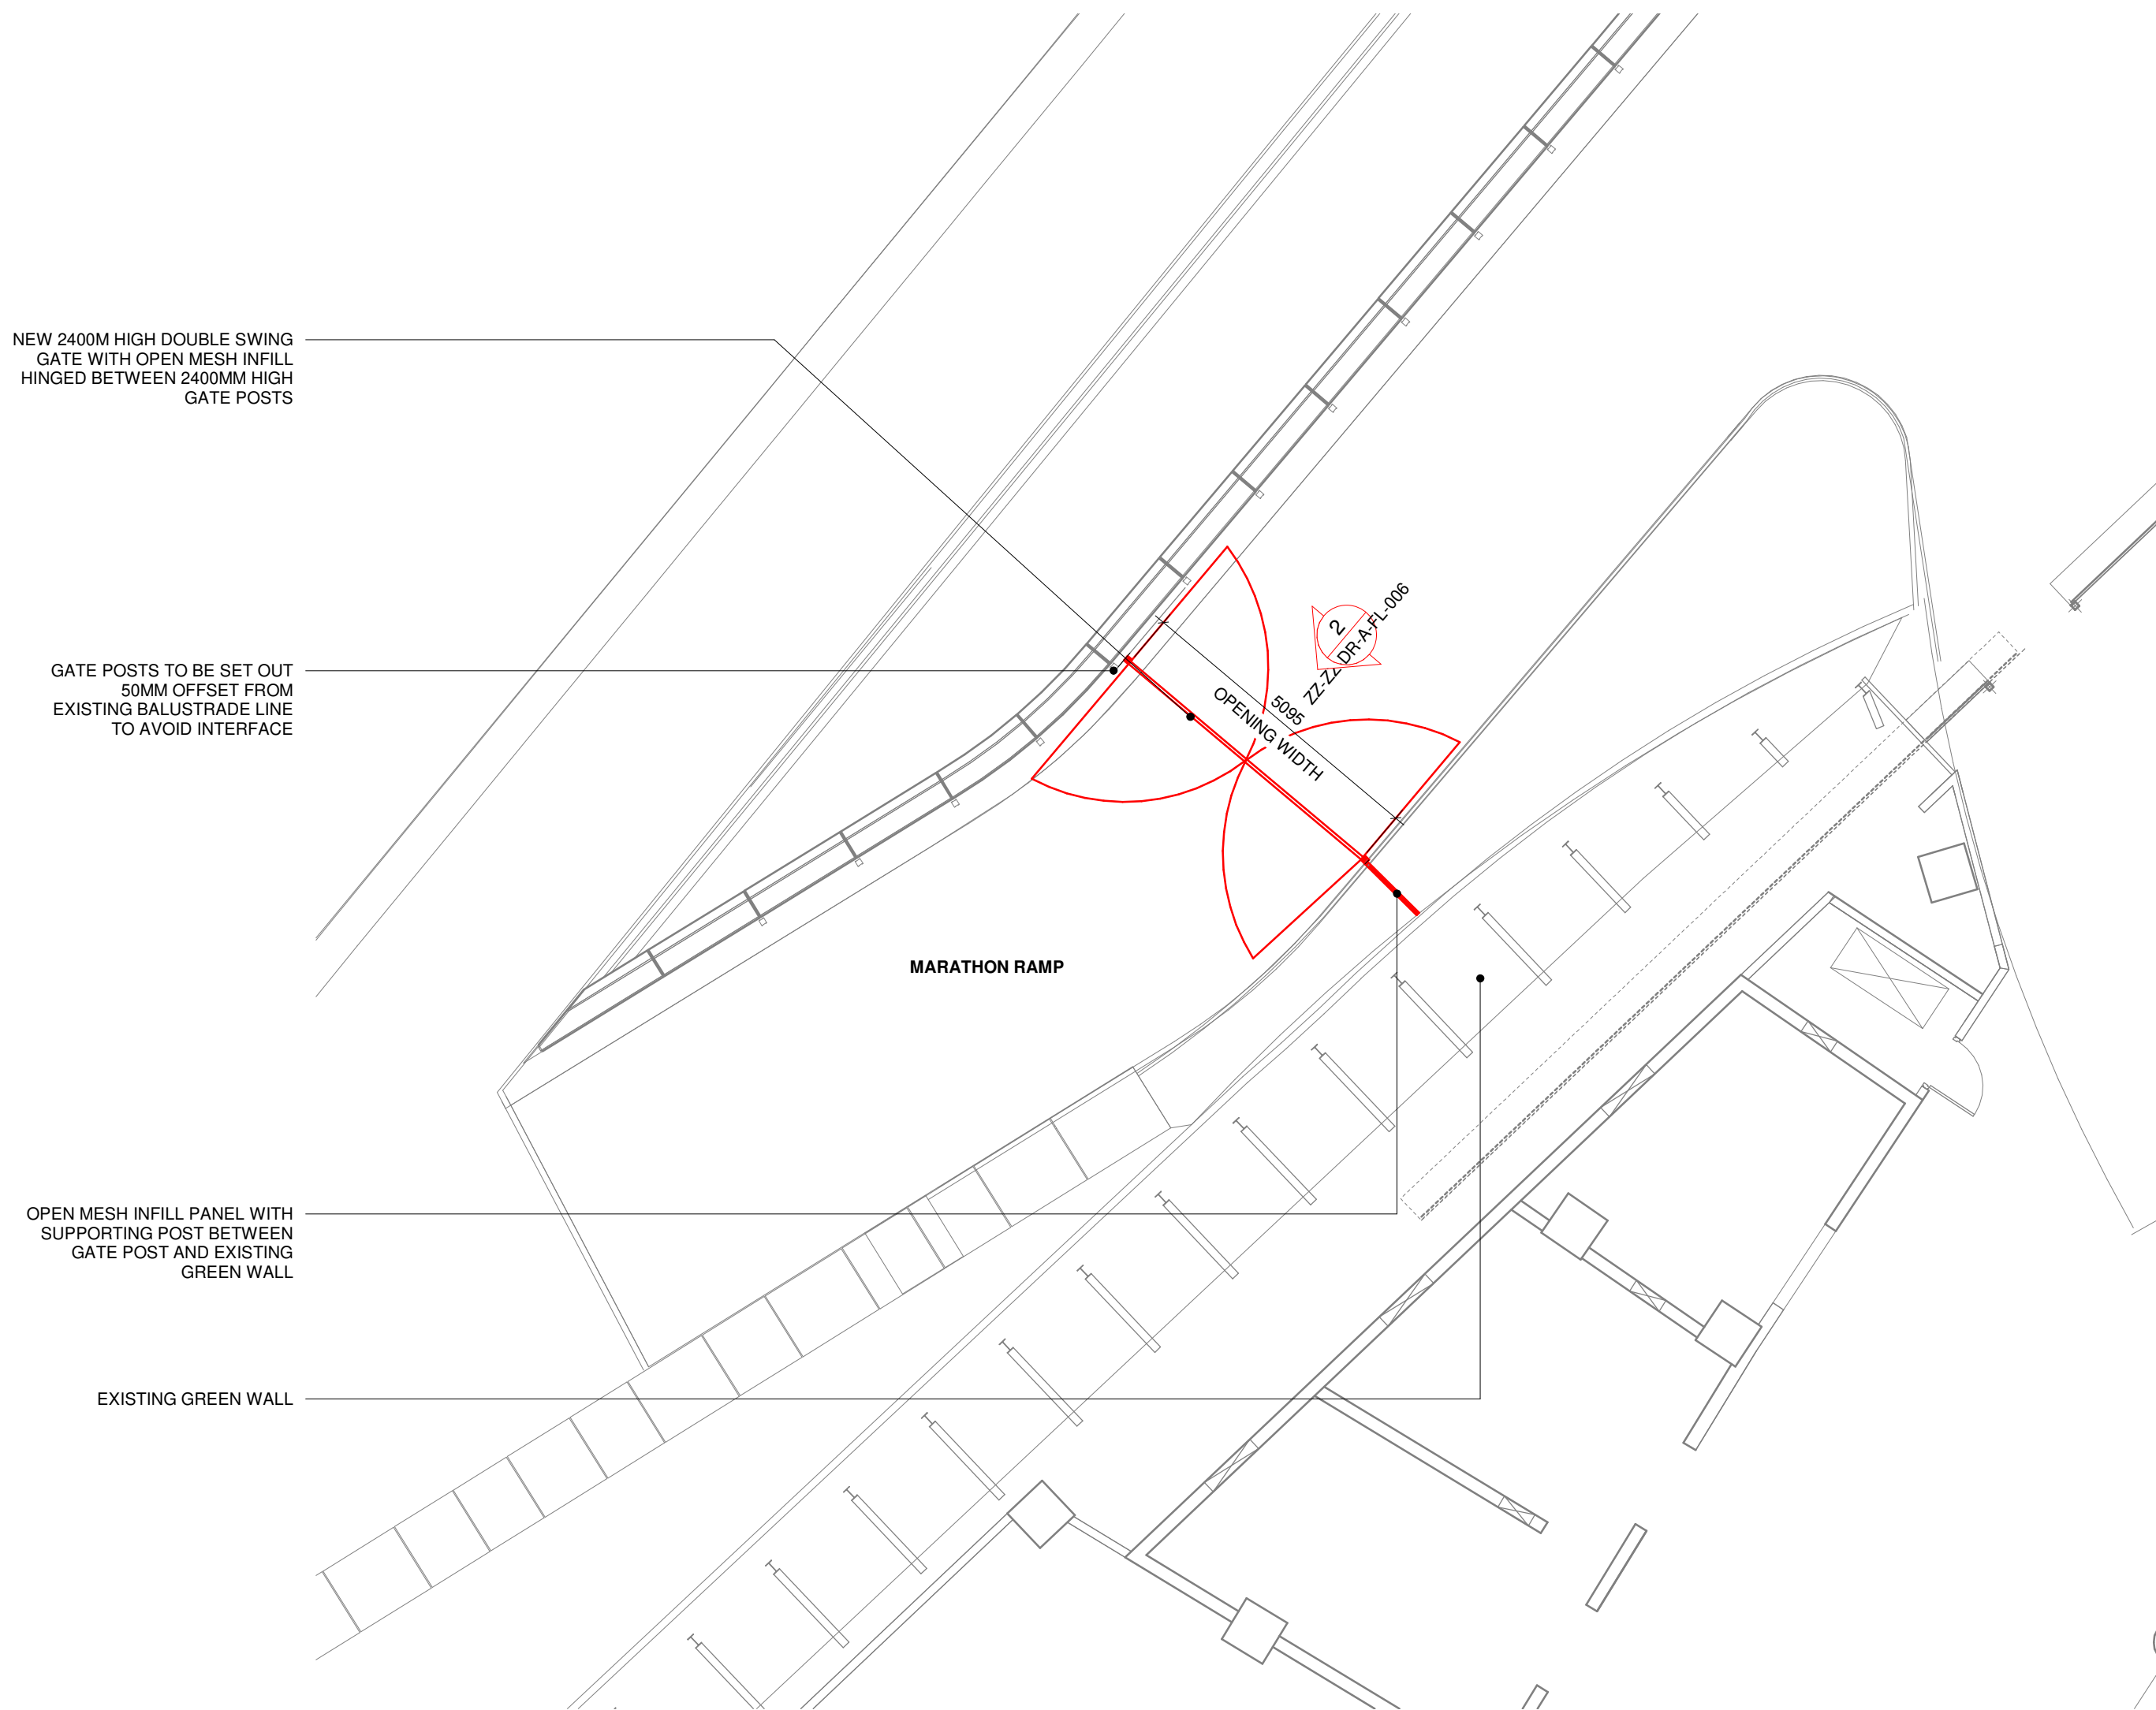 NEW 2400M HIGH DOUBLE SWING
GATE WITH OPEN MESH INFILL
HINGED BETWEEN 2400MM HIGH
GATE POSTS
GATE POSTS TO BE SET OUT
50MM OFFSET FROM
EXISTING BALUSTRADE LINE
TO AVOID INTERFACE
2
ZZ-ZZ-DR-A-FL-006
5095
OPENING WIDTH
MARATHON RAMP
OPEN MESH INFILL PANEL WITH
SUPPORTING POST BETWEEN
GATE POST AND EXISTING
GREEN WALL
EXISTING GREEN WALL